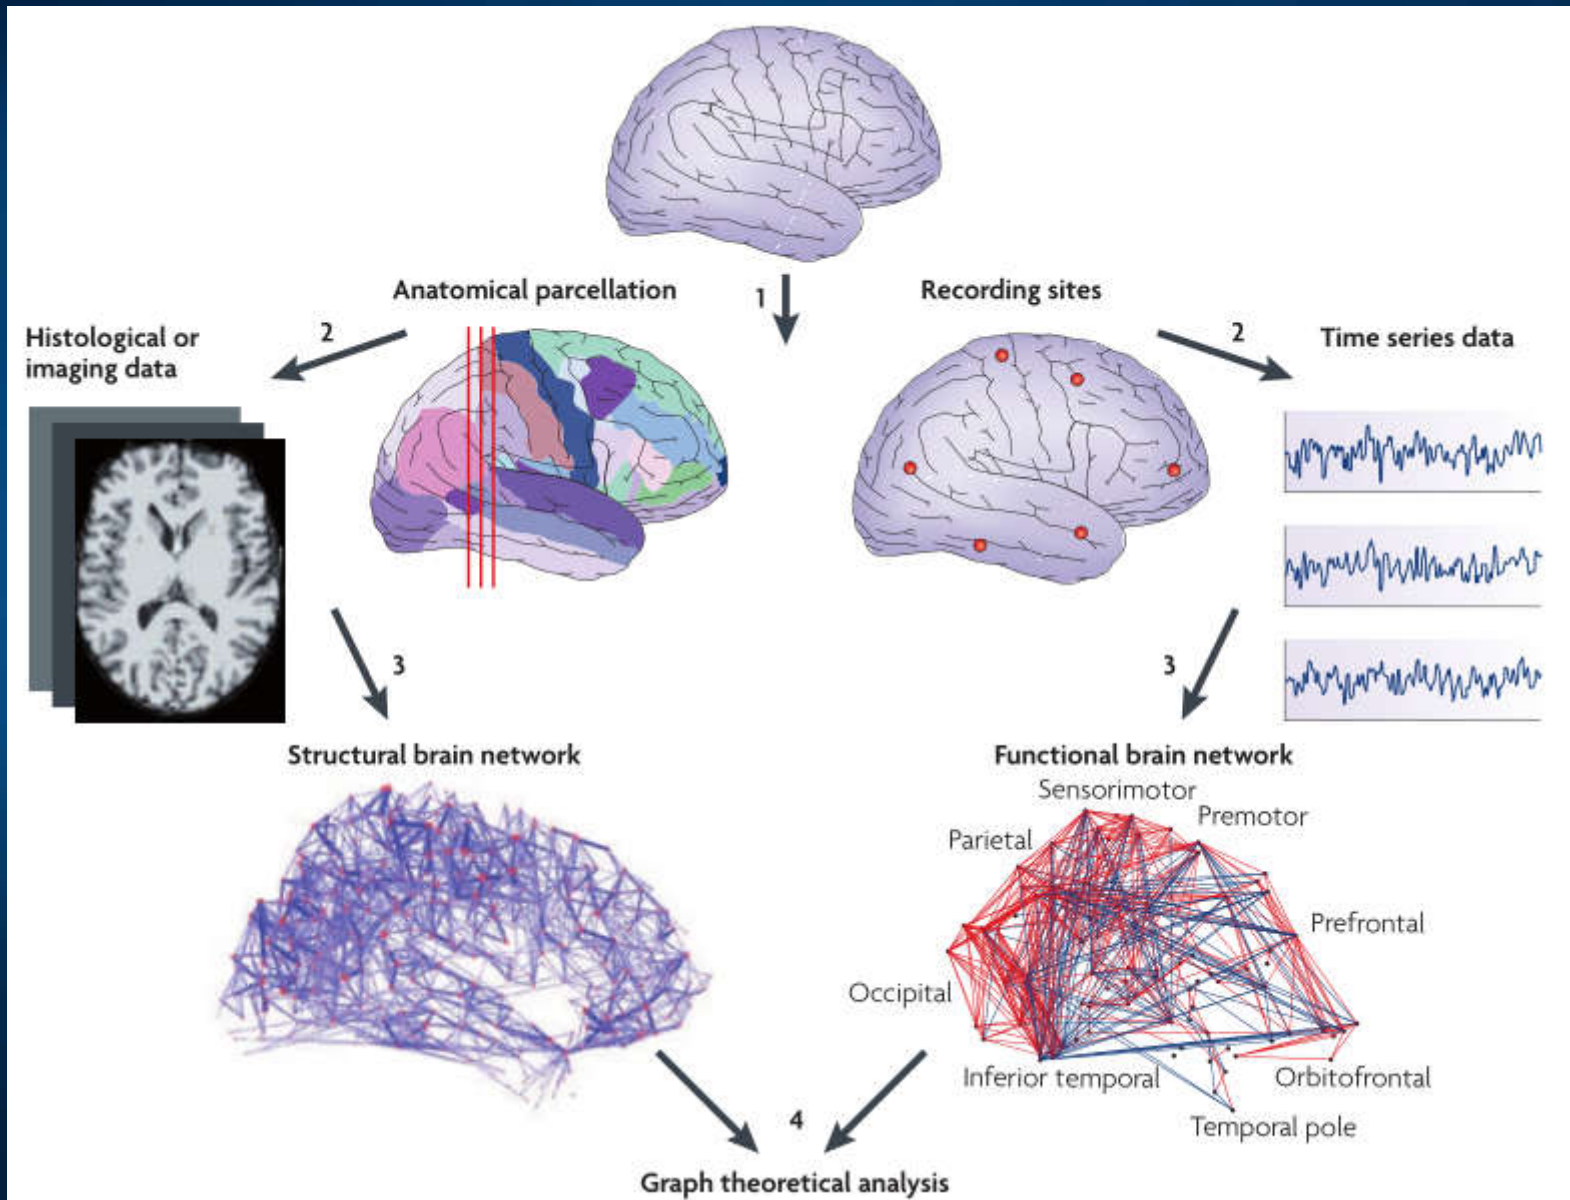 Anatomical parcellation
1
Recording sites
Histological or
imaging data
2
2
Time series data
3
3
Structural brain network
Functional brain network
Sensorimotor
Premotor
Parietal
Prefrontal
Occipital
Inferior temporal
Orbitofrontal
Temporal pole
4
Graph theoretical analysis